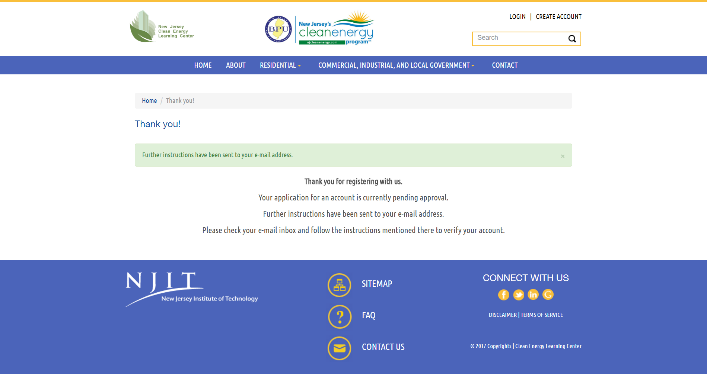 New Jersey
Clean Energy
Learning Center
BPU
New Jersey's
cleanenergy
program™
njcleanenergy.com
LOGIN | CREATE ACCOUNT
Search
HOME ABOUT RESIDENTIAL COMMERCIAL, INDUSTRIAL, AND LOCAL GOVERNMENT CONTACT
Home / Thank you!
Thank you!
Further instructions have been sent to your e-mail address. ×
Thank you for registering with us.
Your application for an account is currently pending approval.
Further instructions have been sent to your e-mail address.
Please check your e-mail inbox and follow the instructions mentioned there to verify your account.
NJIT
New Jersey Institute of Technology
SITEMAP
FAQ
CONTACT US
CONNECT WITH US
DISCLAIMER | TERMS OF SERVICE
© 2017 Copyrights | Clean Energy Learning Center